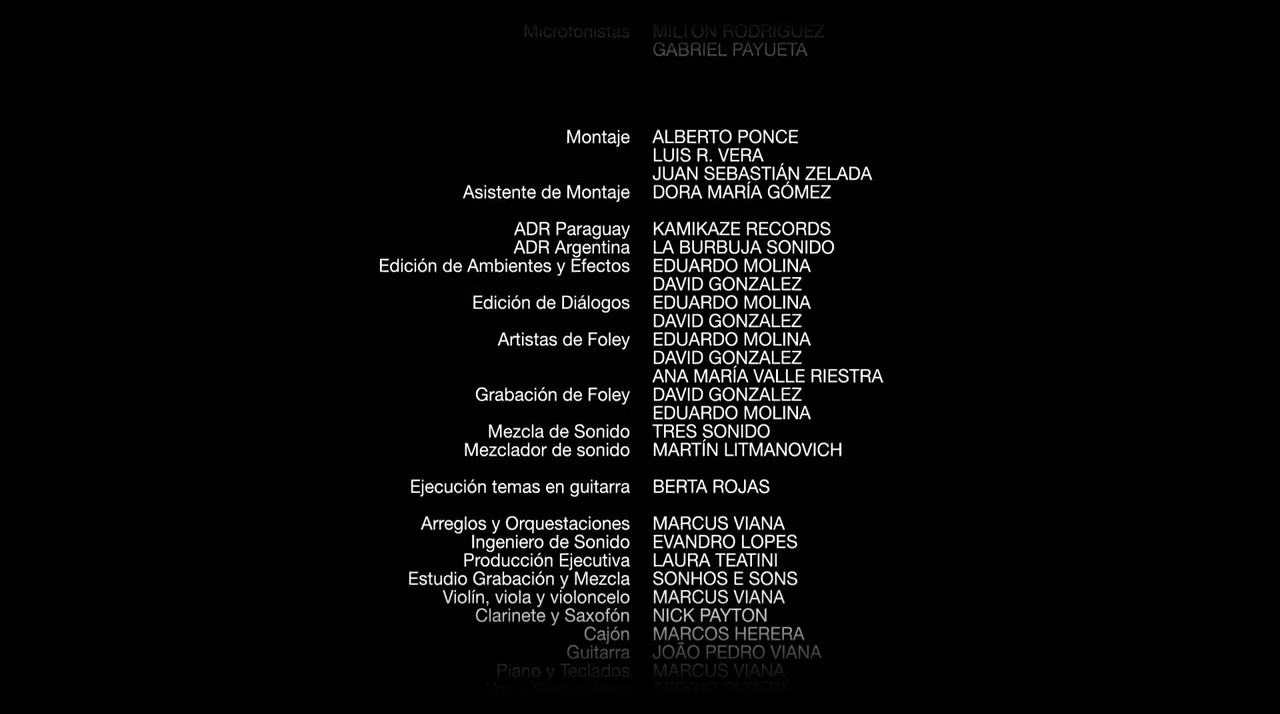 Microfonistas MILTON RODRIGUEZ
GABRIEL PAYUETA
Montaje ALBERTO PONCE
LUIS R. VERA
JUAN SEBASTIÁN ZELADA
Asistente de Montaje DORA MARÍA GÓMEZ
ADR Paraguay KAMIKAZE RECORDS
ADR Argentina LA BURBUJA SONIDO
Edición de Ambientes y Efectos EDUARDO MOLINA
DAVID GONZALEZ
Edición de Diálogos EDUARDO MOLINA
DAVID GONZALEZ
Artistas de Foley EDUARDO MOLINA
DAVID GONZALEZ
ANA MARÍA VALLE RIESTRA
Grabación de Foley DAVID GONZALEZ
EDUARDO MOLINA
Mezcla de Sonido TRES SONIDO
Mezclador de sonido MARTÍN LITMANOVICH
Ejecución temas en guitarra BERTA ROJAS
Arreglos y Orquestaciones MARCUS VIANA
Ingeniero de Sonido EVANDRO LOPES
Producción Ejecutiva LAURA TEATINI
Estudio Grabación y Mezcla SONHOS E SONS
Violín, viola y violoncelo MARCUS VIANA
Clarinete y Saxofón NICK PAYTON
Cajón MARCOS HERERA
Guitarra JOÃO PEDRO VIANA
Piano y Teclados MARCUS VIANA